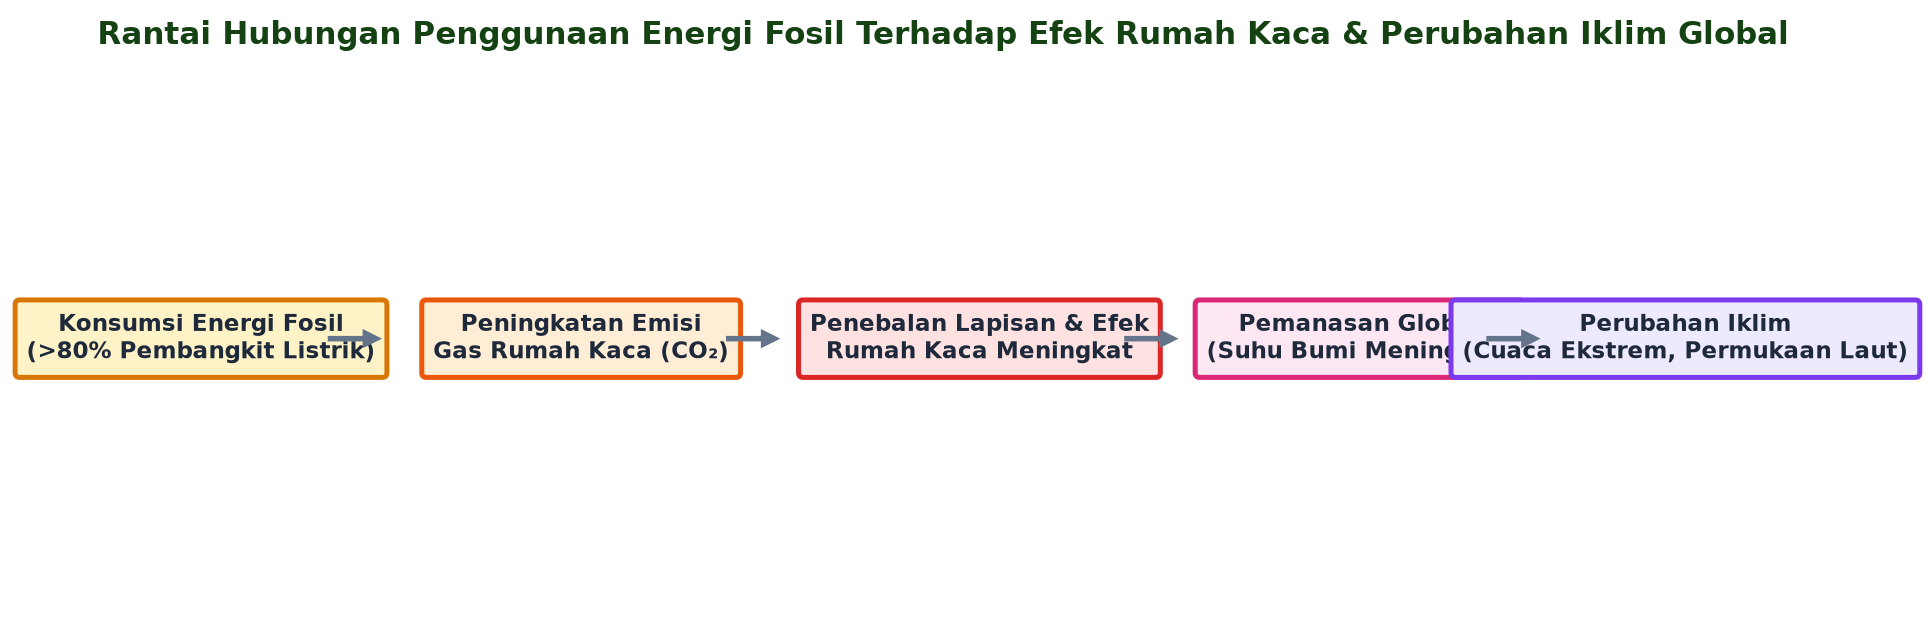 Rantai Hubungan Penggunaan Energi Fosil Terhadap Efek Rumah Kaca & Perubahan Iklim Global
Konsumsi Energi Fosil
(>80% Pembangkit Listrik)
Peningkatan Emisi
Gas Rumah Kaca (CO₂)
Penebalan Lapisan & Efek
Rumah Kaca Meningkat
Pemanasan
(Suhu Bumi
Perubahan Iklim
(Cuaca Ekstrem, Permukaan Laut)